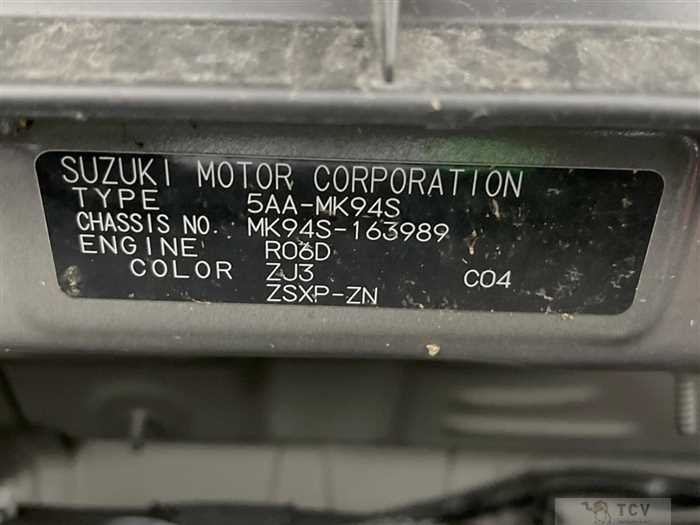 SUZUKI MOTOR CORPORATION
TYPE 5AA-MK94S
CHASSIS NO. MK94S-163989
ENGINE R06D
COLOR ZJ3 C04
ZSXP-ZN
TCV